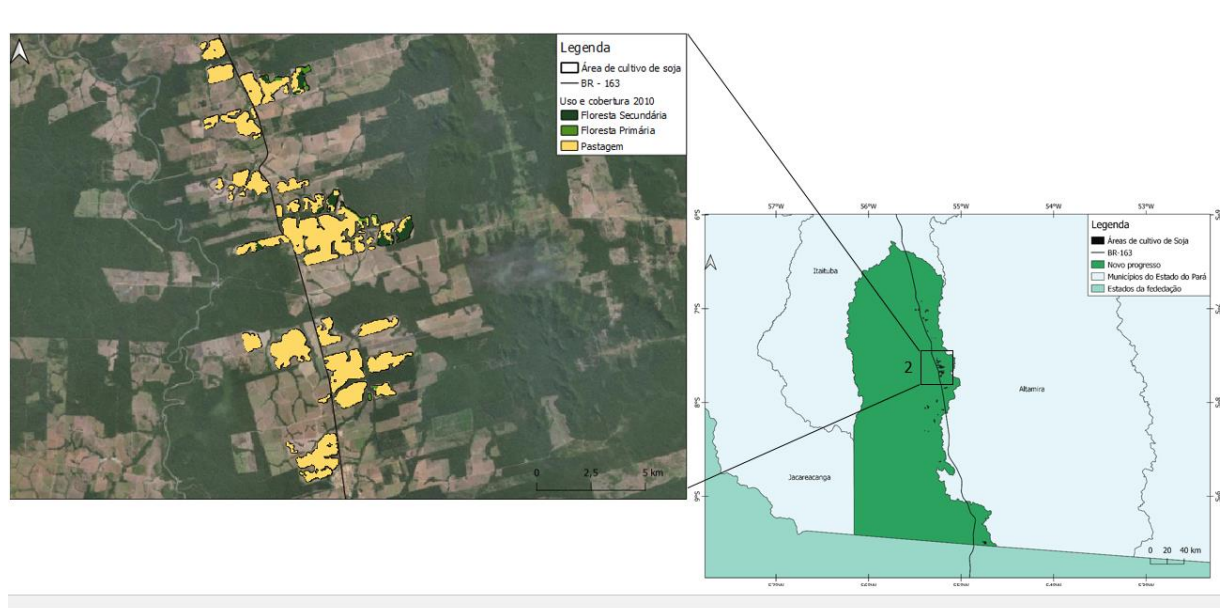 Legenda
Área de cultivo de soja
BR - 163
Uso e cobertura 2010
Floresta Secundária
Floresta Primária
Pastagem
0 2,5 5 km
57°W 56°W 55°W 54°W 53°W
6°S
7°S
8°S
9°S
Legenda
Áreas de cultivo de Soja
BR-163
Novo progresso
Municípios do Estado do Pará
Estados da fededação
Itaituba
2
Altamira
Jacareacanga
0 20 40 km